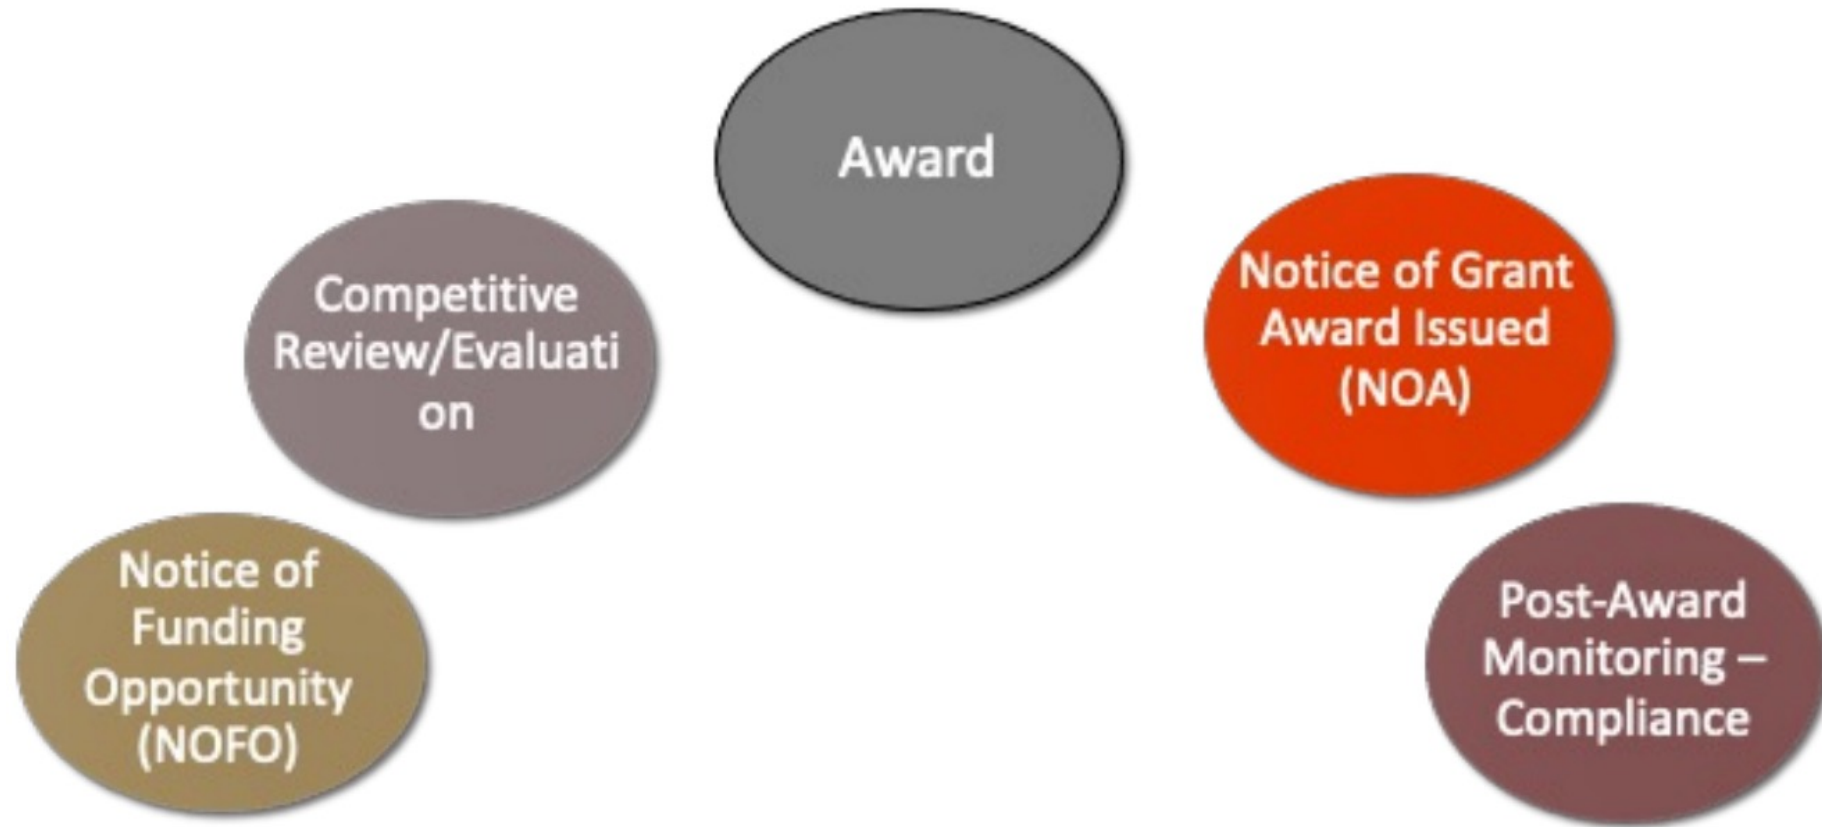 Award
Competitive
Review/Evaluati
on
Notice of Grant
Award Issued
(NOA)
Notice of
Funding
Opportunity
(NOFO)
Post-Award
Monitoring –
Compliance